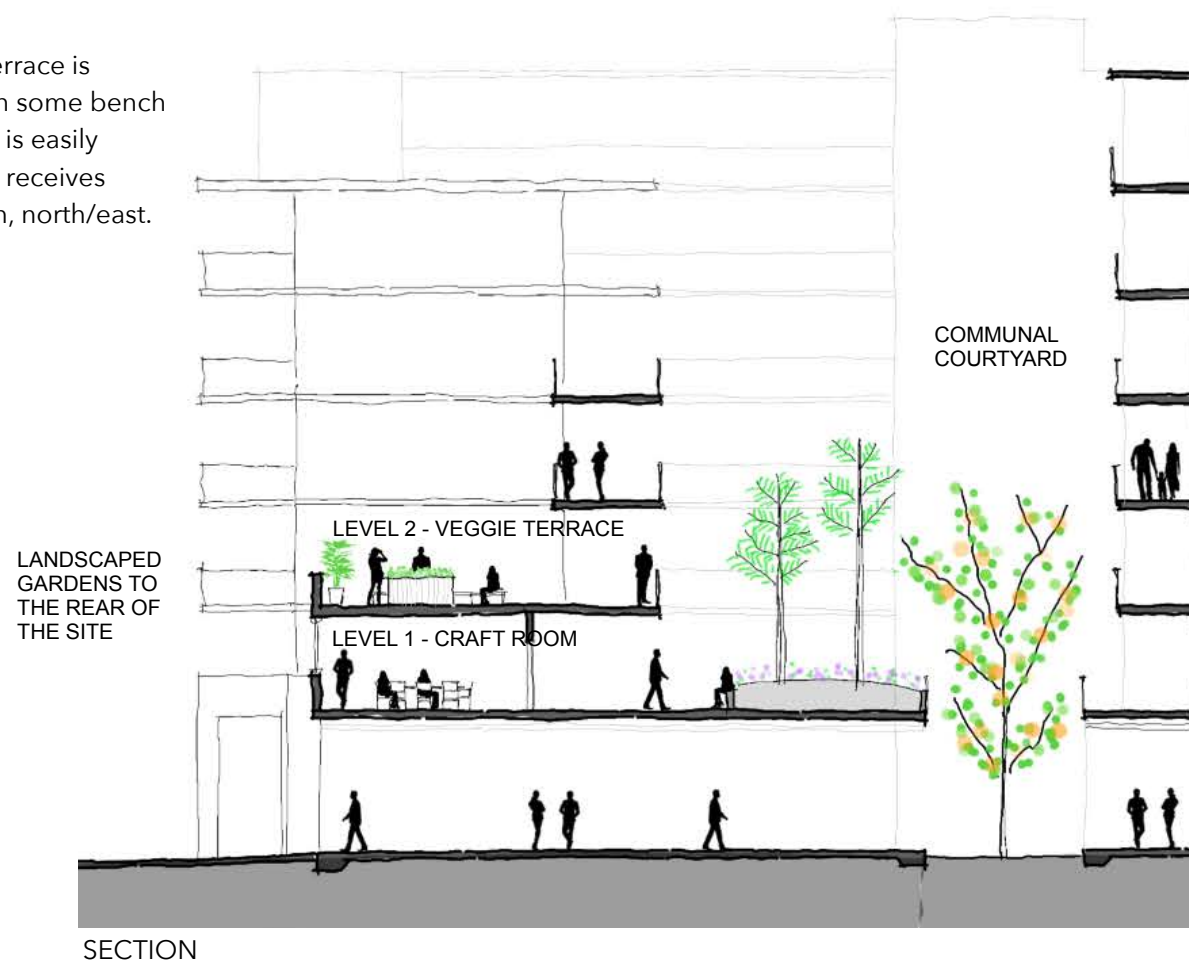 errace is
n some bench
is easily
receives
n, north/east.
COMMUNAL
COURTYARD
LEVEL 2 - VEGGIE TERRACE
LANDSCAPED
GARDENS TO
THE REAR OF
THE SITE
LEVEL 1 - CRAFT ROOM
SECTION